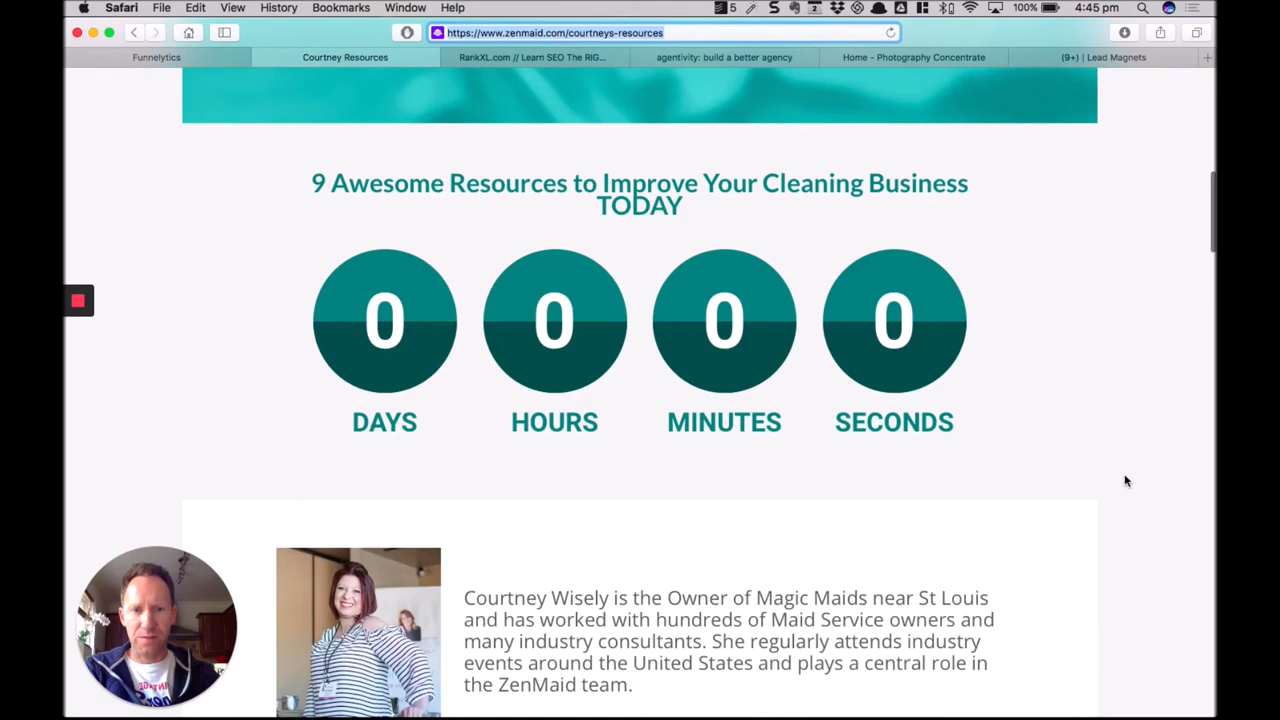 Safari File Edit View History Bookmarks Window Help 5 2 100% 4:45 pm
https://www.zenmaid.com/courtneys-resources
Funnelytics Courtney Resources RankXL.com // Learn SEO The RIG... agentivity: build a better agency Home - Photography Concentrate (9+) | Lead Magnets
9 Awesome Resources to Improve Your Cleaning Business
TODAY
0 0 0 0
DAYS HOURS MINUTES SECONDS
Courtney Wisely is the Owner of Magic Maids near St Louis
and has worked with hundreds of Maid Service owners and
many industry consultants. She regularly attends industry
events around the United States and plays a central role in
the ZenMaid team.